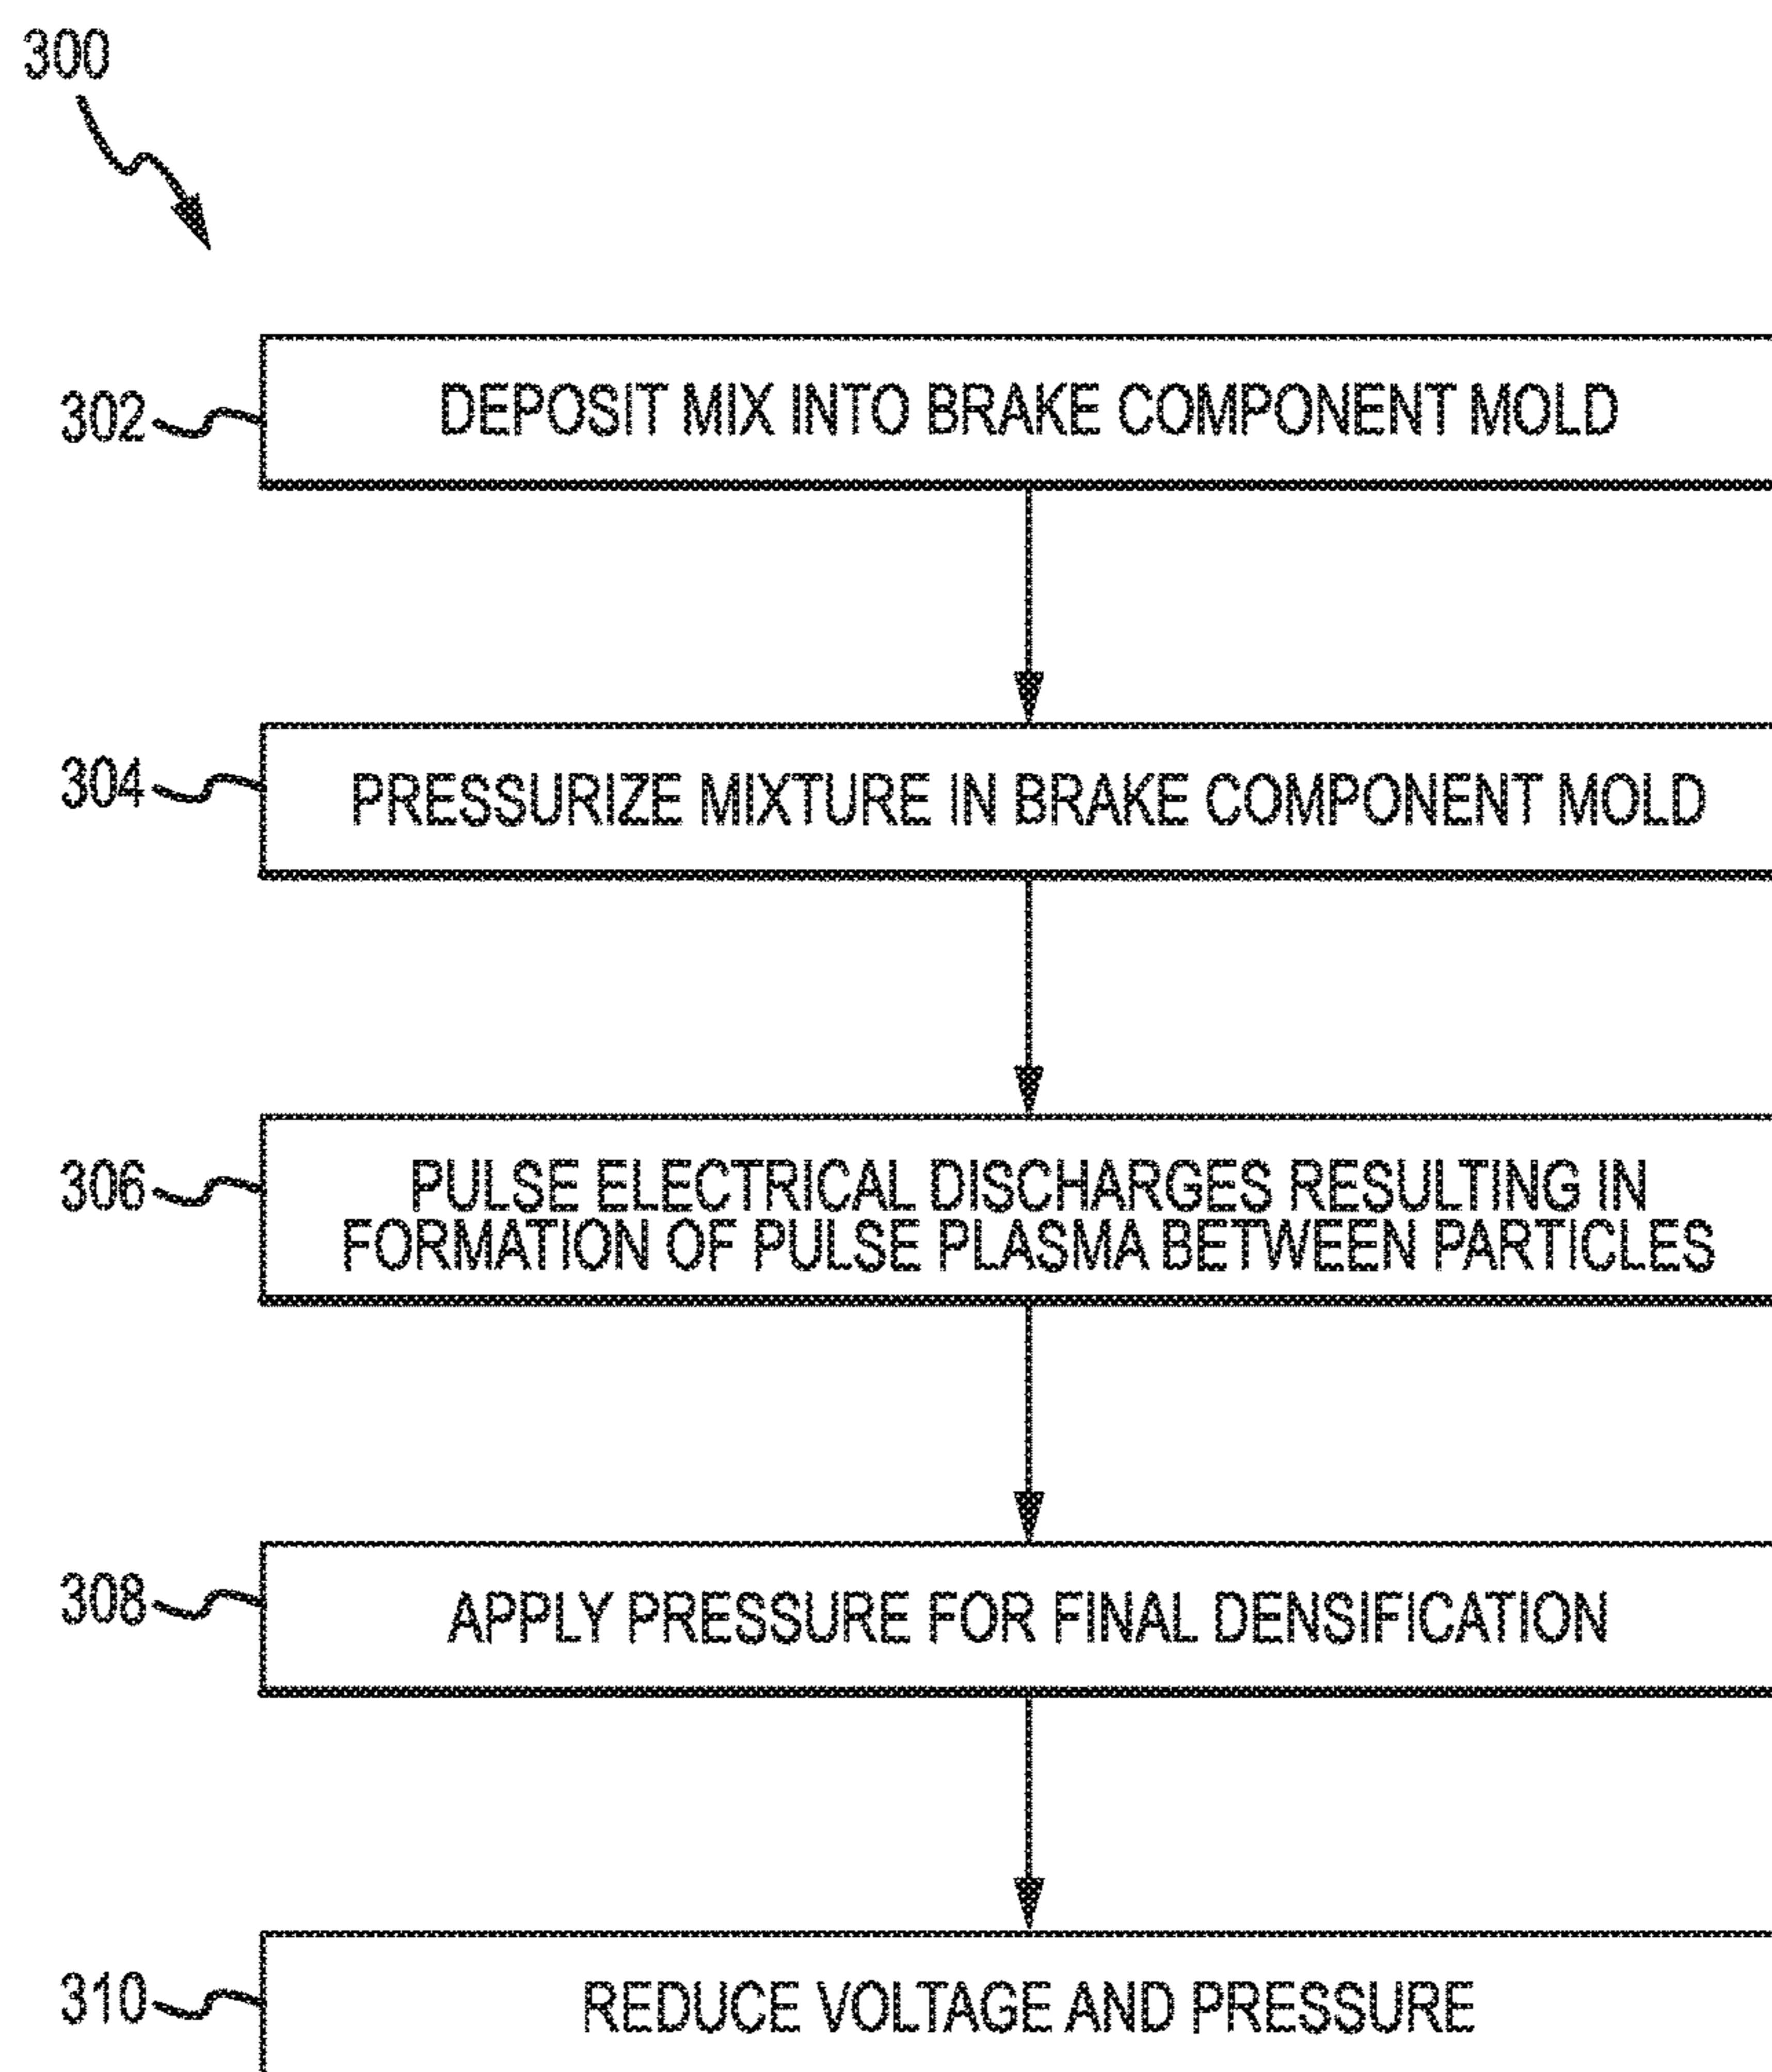 300
302
DEPOSIT MIX INTO BRAKE COMPONENT MOLD
304
PRESSURIZE MIXTURE IN BRAKE COMPONENT MOLD
306
PULSE ELECTRICAL DISCHARGES RESULTING IN
FORMATION OF PULSE PLASMA BETWEEN PARTICLES
308
APPLY PRESSURE FOR FINAL DENSIFICATION
310
REDUCE VOLTAGE AND PRESSURE